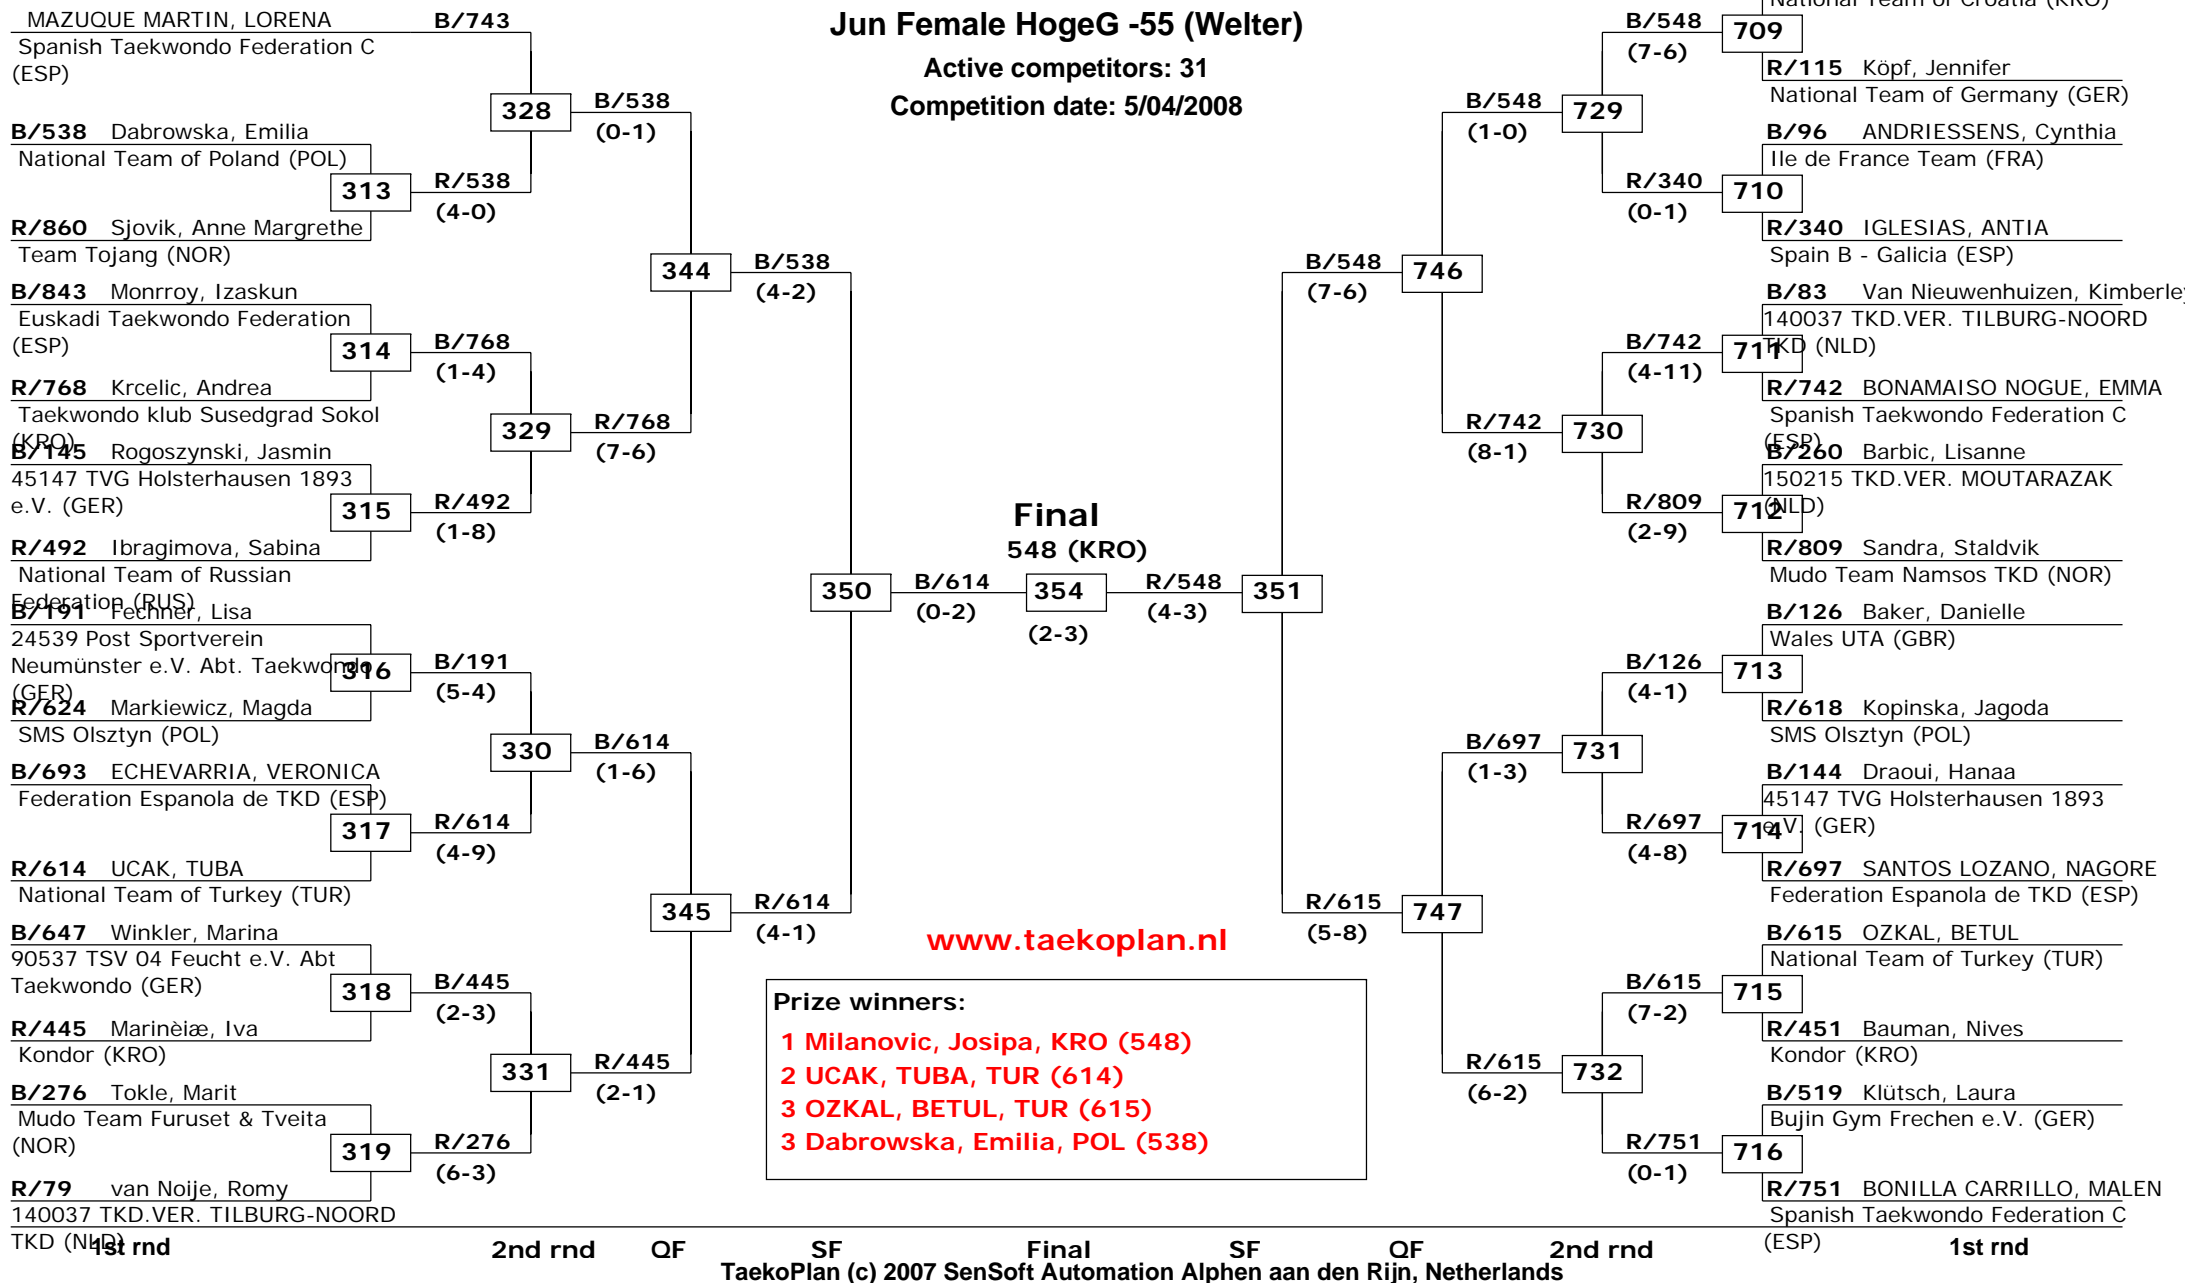 Jun Female HogeG -55 (Welter)
Active competitors: 31
Competition date: 5/04/2008
MAZUQUE MARTIN, LORENA
B/743
Spanish Taekwondo Federation C
(ESP)
B/538 Dabrowska, Emilia
National Team of Poland (POL)
313
R/860 Sjovik, Anne Margrethe
Team Tojang (NOR)
B/843 Monrroy, Izaskun
Euskadi Taekwondo Federation
(ESP)
314
R/768 Krcelic, Andrea
Taekwondo klub Susedgrad Sokol
(KRO)
B/145 Rogoszynski, Jasmin
45147 TVG Holsterhausen 1893
e.V. (GER)
315
R/492 Ibragimova, Sabina
National Team of Russian
Federation (RUS)
B/191 Fechner, Lisa
24539 Post Sportverein
Neumünster e.V. Abt. Taekwondo
(GER)
316
R/624 Markiewicz, Magda
SMS Olsztyn (POL)
B/693 ECHEVARRIA, VERONICA
Federation Espanola de TKD (ESP)
317
R/614 UCAK, TUBA
National Team of Turkey (TUR)
B/647 Winkler, Marina
90537 TSV 04 Feucht e.V. Abt
Taekwondo (GER)
318
R/445 Marinèiæ, Iva
Kondor (KRO)
B/276 Tokle, Marit
Mudo Team Furuset & Tveita
(NOR)
319
R/79 van Noije, Romy
140037 TKD.VER. TILBURG-NOORD
TKD (NLD)
R/538
(4-0)
B/768
(1-4)
R/492
(1-8)
B/191
(5-4)
R/614
(4-9)
B/445
(2-3)
R/276
(6-3)
328
329
330
331
B/538
(0-1)
R/768
(7-6)
B/614
(1-6)
R/445
(2-1)
344
345
B/538
(4-2)
R/614
(4-1)
350
B/614
(0-2)
Final
548 (KRO)
354
(2-3)
R/548
(4-3)
351
B/548
(7-6)
R/615
(5-8)
746
747
B/548
(1-0)
R/742
(8-1)
B/697
(1-3)
R/615
(6-2)
729
730
731
732
B/548
(7-6)
R/340
(0-1)
B/742
(4-11)
R/809
(2-9)
B/126
(4-1)
R/697
(4-8)
B/615
(7-2)
R/751
(0-1)
National Team of Croatia (KRO)
709
R/115 Köpf, Jennifer
National Team of Germany (GER)
B/96 ANDRIESSENS, Cynthia
Ile de France Team (FRA)
710
R/340 IGLESIAS, ANTIA
Spain B - Galicia (ESP)
B/83 Van Nieuwenhuizen, Kimberley
140037 TKD.VER. TILBURG-NOORD
TKD (NLD)
711
R/742 BONAMAISO NOGUE, EMMA
Spanish Taekwondo Federation C
(ESP)
B/260 Barbic, Lisanne
150215 TKD.VER. MOUTARAZAK
(NLD)
712
R/809 Sandra, Staldvik
Mudo Team Namsos TKD (NOR)
B/126 Baker, Danielle
Wales UTA (GBR)
713
R/618 Kopinska, Jagoda
SMS Olsztyn (POL)
B/144 Draoui, Hanaa
45147 TVG Holsterhausen 1893
e.V. (GER)
714
R/697 SANTOS LOZANO, NAGORE
Federation Espanola de TKD (ESP)
B/615 OZKAL, BETUL
National Team of Turkey (TUR)
715
R/451 Bauman, Nives
Kondor (KRO)
B/519 Klütsch, Laura
Bujin Gym Frechen e.V. (GER)
716
R/751 BONILLA CARRILLO, MALEN
Spanish Taekwondo Federation C
(ESP)
www.taekoplan.nl
Prize winners:
1 Milanovic, Josipa, KRO (548)
2 UCAK, TUBA, TUR (614)
3 OZKAL, BETUL, TUR (615)
3 Dabrowska, Emilia, POL (538)
1st rnd 2nd rnd QF SF Final SF QF 2nd rnd 1st rnd
TaekoPlan (c) 2007 SenSoft Automation Alphen aan den Rijn, Netherlands